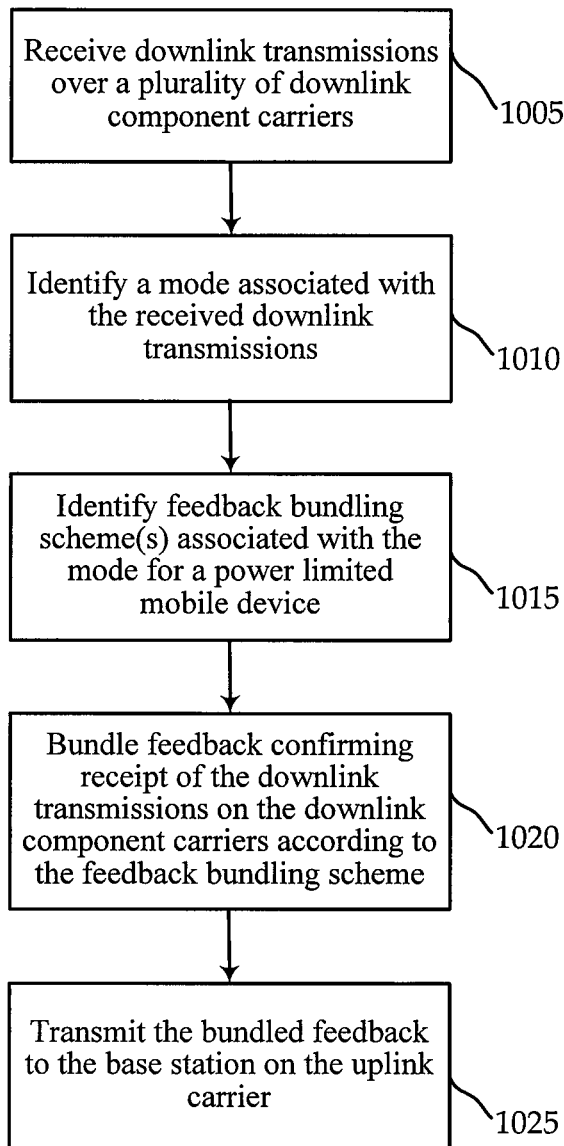 Receive downlink transmissions
over a plurality of downlink
component carriers
1005
Identify a mode associated with
the received downlink
transmissions
1010
Identify feedback bundling
scheme(s) associated with the
mode for a power limited
mobile device
1015
Bundle feedback confirming
receipt of the downlink
transmissions on the downlink
component carriers according to
the feedback bundling scheme
1020
Transmit the bundled feedback
to the base station on the uplink
carrier
1025